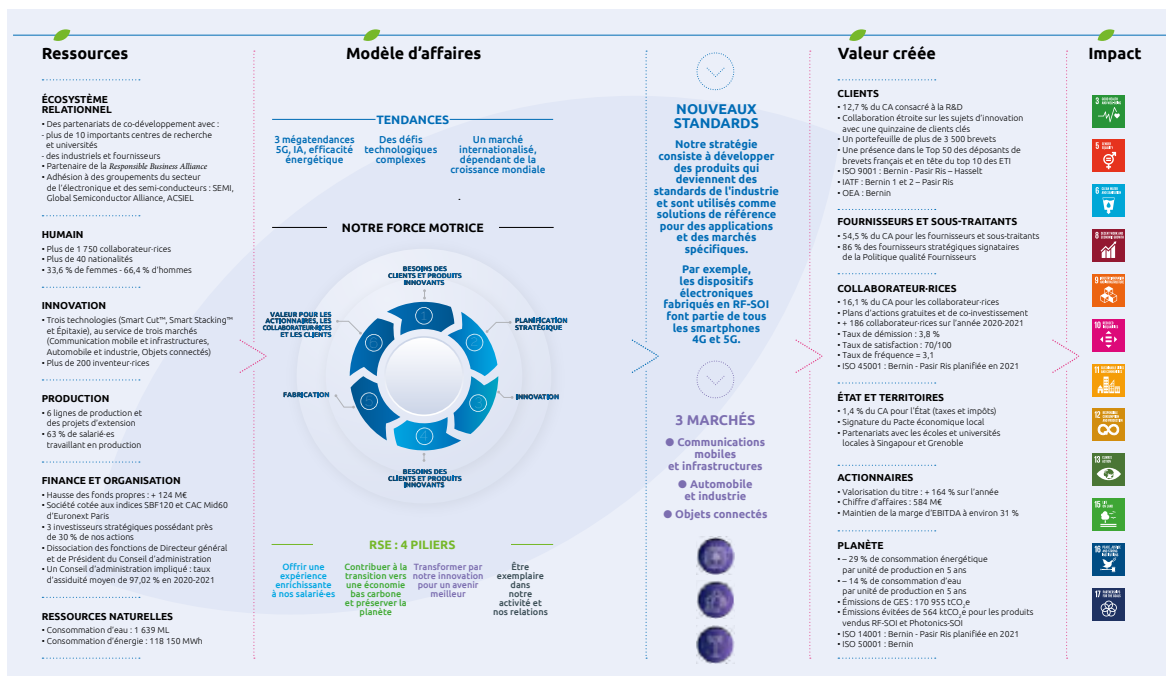 Ressources
ÉCOSYSTÈME
RELATIONNEL
• Des partenariats de co-développement avec :
- plus de 10 importants centres de recherche
et universités
- des industriels et fournisseurs
• Partenaire de la Responsible Business Alliance
• Adhésion à des groupements du secteur
de l'électronique et des semi-conducteurs : SEMI,
Global Semiconductor Alliance, ACSIEL
HUMAIN
• Plus de 1 750 collaborateur·rices
• Plus de 40 nationalités
• 33,6 % de femmes - 66,4 % d'hommes
INNOVATION
• Trois technologies (Smart Cut™, Smart Stacking™
et Épitaxie), au service de trois marchés
(Communication mobile et infrastructures,
Automobile et industrie, Objets connectés)
• Plus de 200 inventeur·rices
PRODUCTION
• 6 lignes de production et
des projets d'extension
• 63 % de salarié·es
travaillant en production
FINANCE ET ORGANISATION
• Hausse des fonds propres : + 124 M€
• Société cotée aux indices SBF120 et CAC Mid60
d'Euronext Paris
• 3 investisseurs stratégiques possédant près
de 30 % de nos actions
• Dissociation des fonctions de Directeur général
et de Président du Conseil d'administration
• Un Conseil d'administration impliqué : taux
d'assiduité moyen de 97,02 % en 2020-2021
RESSOURCES NATURELLES
• Consommation d'eau : 1 639 ML
• Consommation d'énergie : 118 150 MWh
Modèle d'affaires
TENDANCES
3 mégatendances
5G, IA, efficacité
énergétique
Des défis
technologiques
complexes
Un marché
internationalisé,
dépendant de la
croissance mondiale
.
NOTRE FORCE MOTRICE
BESOINS DES
CLIENTS ET PRODUITS
INNOVANTS
PLANIFICATION
STRATÉGIQUE
INNOVATION
BESOINS DES
CLIENTS ET PRODUITS
INNOVANTS
FABRICATION
VALEUR POUR LES
ACTIONNAIRES, LES
COLLABORATEUR·RICES
ET LES CLIENTS
1
2
3
4
5
6
RSE : 4 PILIERS
Offrir une
expérience
enrichissante
à nos salarié·es
Contribuer à la
transition vers
une économie
bas carbone
et préserver la
planète
Transformer par
notre innovation
pour un avenir
meilleur
Être
exemplaire
dans
notre
activité et
nos relations
NOUVEAUX
STANDARDS
Notre stratégie
consiste à développer
des produits qui
deviennent des
standards de l'industrie
et sont utilisés comme
solutions de référence
pour des applications
et des marchés
spécifiques.
Par exemple,
les dispositifs
électroniques
fabriqués en RF-SOI
font partie de tous
les smartphones
4G et 5G.
3 MARCHÉS
● Communications
mobiles
et infrastructures
● Automobile
et industrie
● Objets connectés
Valeur créée
CLIENTS
• 12,7 % du CA consacré à la R&D
• Collaboration étroite sur les sujets d'innovation
avec une quinzaine de clients clés
• Un portefeuille de plus de 3 500 brevets
• Une présence dans le Top 50 des déposants de
brevets français et en tête du top 10 des ETI
• ISO 9001 : Bernin - Pasir Ris – Hasselt
• IATF : Bernin 1 et 2 – Pasir Ris
• OEA : Bernin
FOURNISSEURS ET SOUS-TRAITANTS
• 54,5 % du CA pour les fournisseurs et sous-traitants
• 86 % des fournisseurs stratégiques signataires
de la Politique qualité Fournisseurs
COLLABORATEUR·RICES
• 16,1 % du CA pour les collaborateur·rices
• Plans d'actions gratuites et de co-investissement
• + 186 collaborateur·rices sur l'année 2020-2021
• Taux de démission : 3,8 %
• Taux de satisfaction : 70/100
• Taux de fréquence = 3,1
• ISO 45001 : Bernin - Pasir Ris planifiée en 2021
ÉTAT ET TERRITOIRES
• 1,4 % du CA pour l'État (taxes et impôts)
• Signature du Pacte économique local
• Partenariats avec les écoles et universités
locales à Singapour et Grenoble
ACTIONNAIRES
• Valorisation du titre : + 164 % sur l'année
• Chiffre d'affaires : 584 M€
• Maintien de la marge d'EBITDA à environ 31 %
PLANÈTE
• – 29 % de consommation énergétique
par unité de production en 5 ans
• – 14 % de consommation d'eau
par unité de production en 5 ans
• Émissions de GES : 170 955 tCO₂e
• Émissions évitées de 564 ktCO₂e pour les produits
vendus RF-SOI et Photonics-SOI
• ISO 14001 : Bernin - Pasir Ris planifiée en 2021
• ISO 50001 : Bernin
Impact
3
5
6
8
9
10
11
12
13
15
16
17